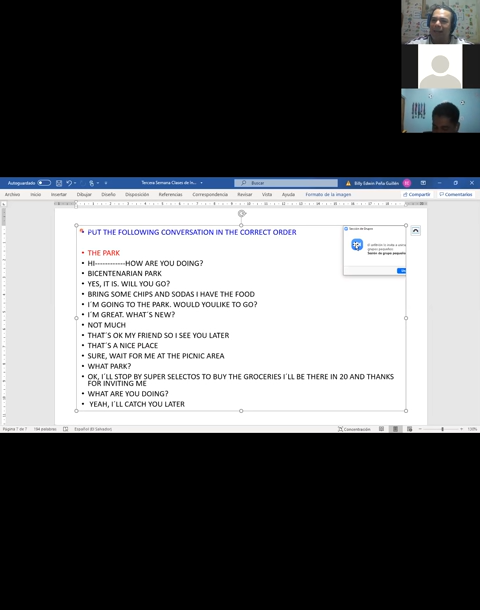 Autoguardado
Tercera Semana Clases de In...
Buscar
Billy Edwin Peña Guillén
Archivo Inicio Insertar Dibujar Diseño Disposición Referencias Correspondencia Revisar Vista Ayuda Formato de la imagen Compartir Comentarios
PUT THE FOLLOWING CONVERSATION IN THE CORRECT ORDER
THE PARK
HI------------HOW ARE YOU DOING?
BICENTENARIAN PARK
YES, IT IS. WILL YOU GO?
BRING SOME CHIPS AND SODAS I HAVE THE FOOD
I´M GOING TO THE PARK. WOULD YOULIKE TO GO?
I´M GREAT. WHAT´S NEW?
NOT MUCH
THAT´S OK MY FRIEND SO I SEE YOU LATER
THAT´S A NICE PLACE
SURE, WAIT FOR ME AT THE PICNIC AREA
WHAT PARK?
OK, I´LL STOP BY SUPER SELECTOS TO BUY THE GROCERIES I´LL BE THERE IN 20 AND THANKS
FOR INVITING ME
WHAT ARE YOU DOING?
YEAH, I´LL CATCH YOU LATER
Página 7 de 7 144 palabras Español (El Salvador) Concentración